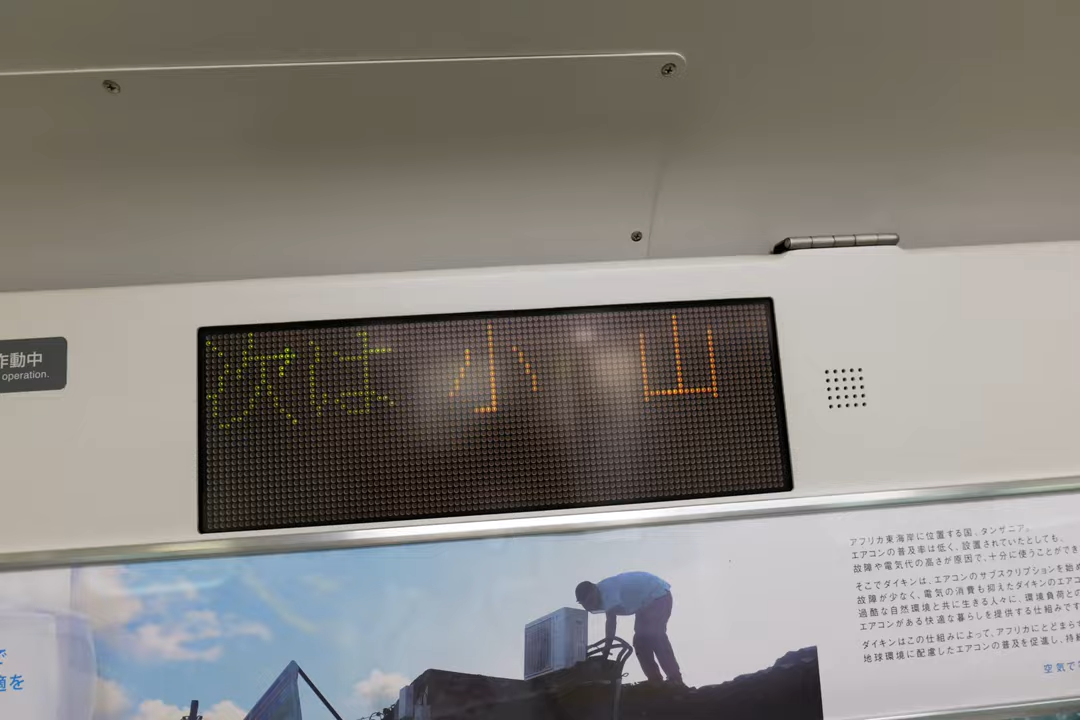 作動中
operation.
次は 小 山
アフリカ東海岸に位置する国、タンザニア。
エアコンの普及率は低く、設置されていたとしても、
故障や電気代の高さが原因で、十分に使うことができ
そこでダイキンは、エアコンのサブスクリプションを始め
故障が少なく、電気の消費も抑えたダイキンのエアコン
過酷な自然環境と共に生きる人々に、環境負荷との
エアコンがある快適な暮らしを提供する仕組みです
ダイキンはこの仕組みによって、アフリカにとどまらず
地球環境に配慮したエアコンの普及を促進し、持続
空気で
で
適を